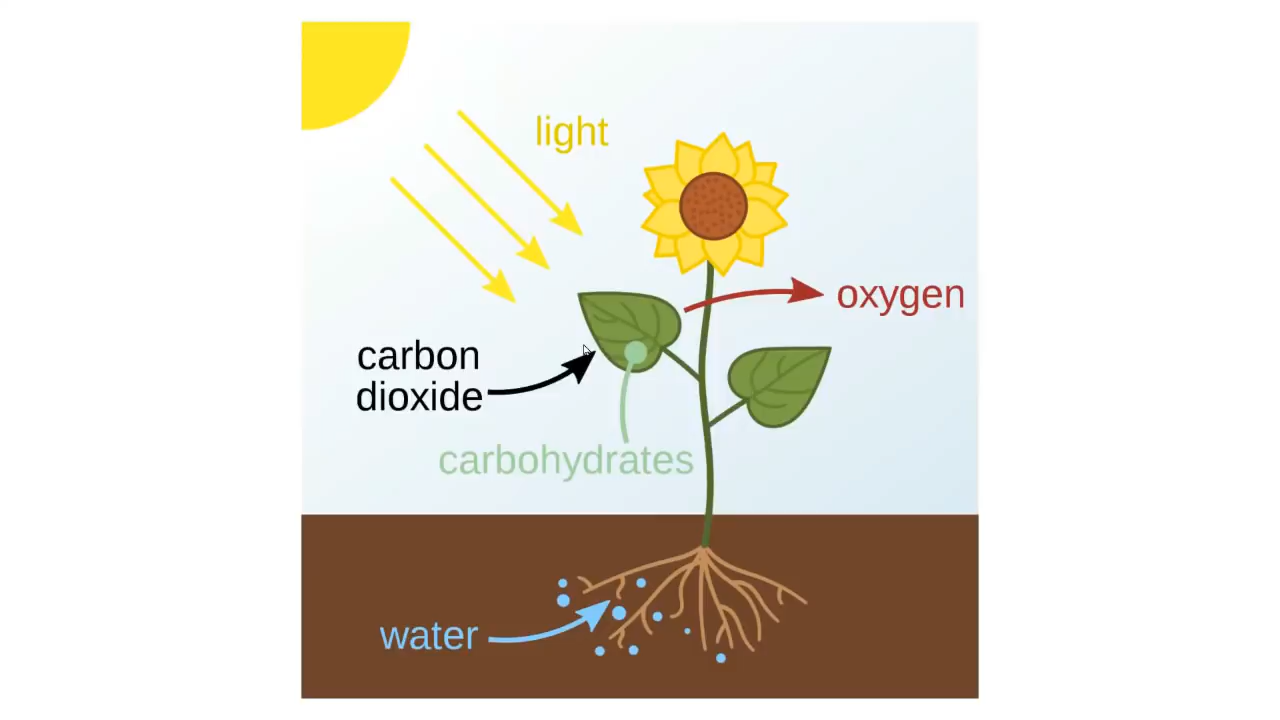 light
oxygen
carbon
dioxide
carbohydrates
water